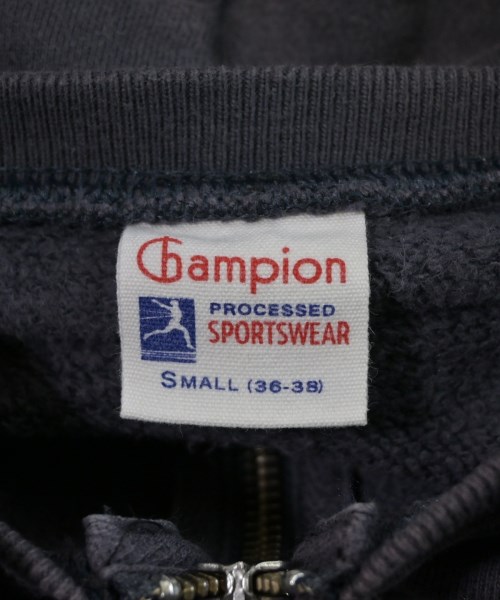 Champion
PROCESSED
SPORTSWEAR
SMALL (36-38)